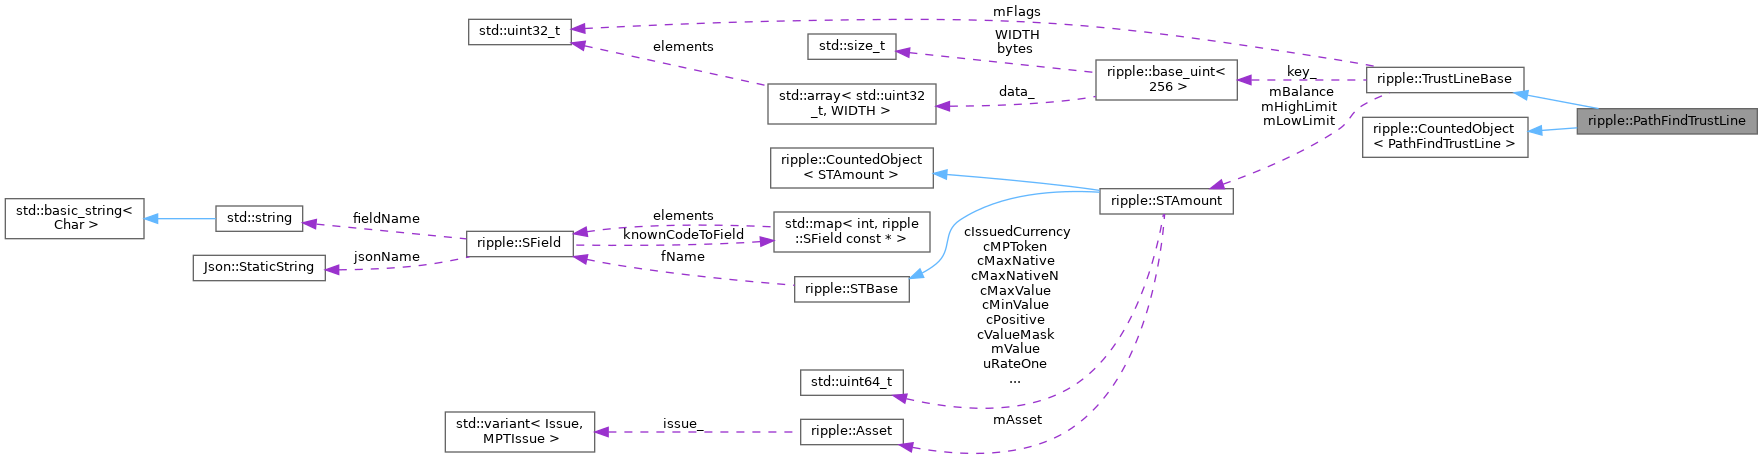 mFlags
std::uint32_t
elements
std::size_t
WIDTH
bytes
ripple::base_uint<
256 >
key_
ripple::TrustLineBase
std::array< std::uint32
_t, WIDTH >
data_
mBalance
mHighLimit
mLowLimit
ripple::PathFindTrustLine
ripple::CountedObject
< PathFindTrustLine >
ripple::CountedObject
< STAmount >
ripple::STAmount
std::basic_string<
Char >
std::string
fieldName
ripple::SField
elements
knownCodeToField
std::map< int, ripple
::SField const * >
Json::StaticString
jsonName
fName
ripple::STBase
cIssuedCurrency
cMPToken
cMaxNative
cMaxNativeN
cMaxValue
cMinValue
cPositive
cValueMask
mValue
uRateOne
...
std::uint64_t
mAsset
std::variant< Issue,
MPTIssue >
issue_
ripple::Asset